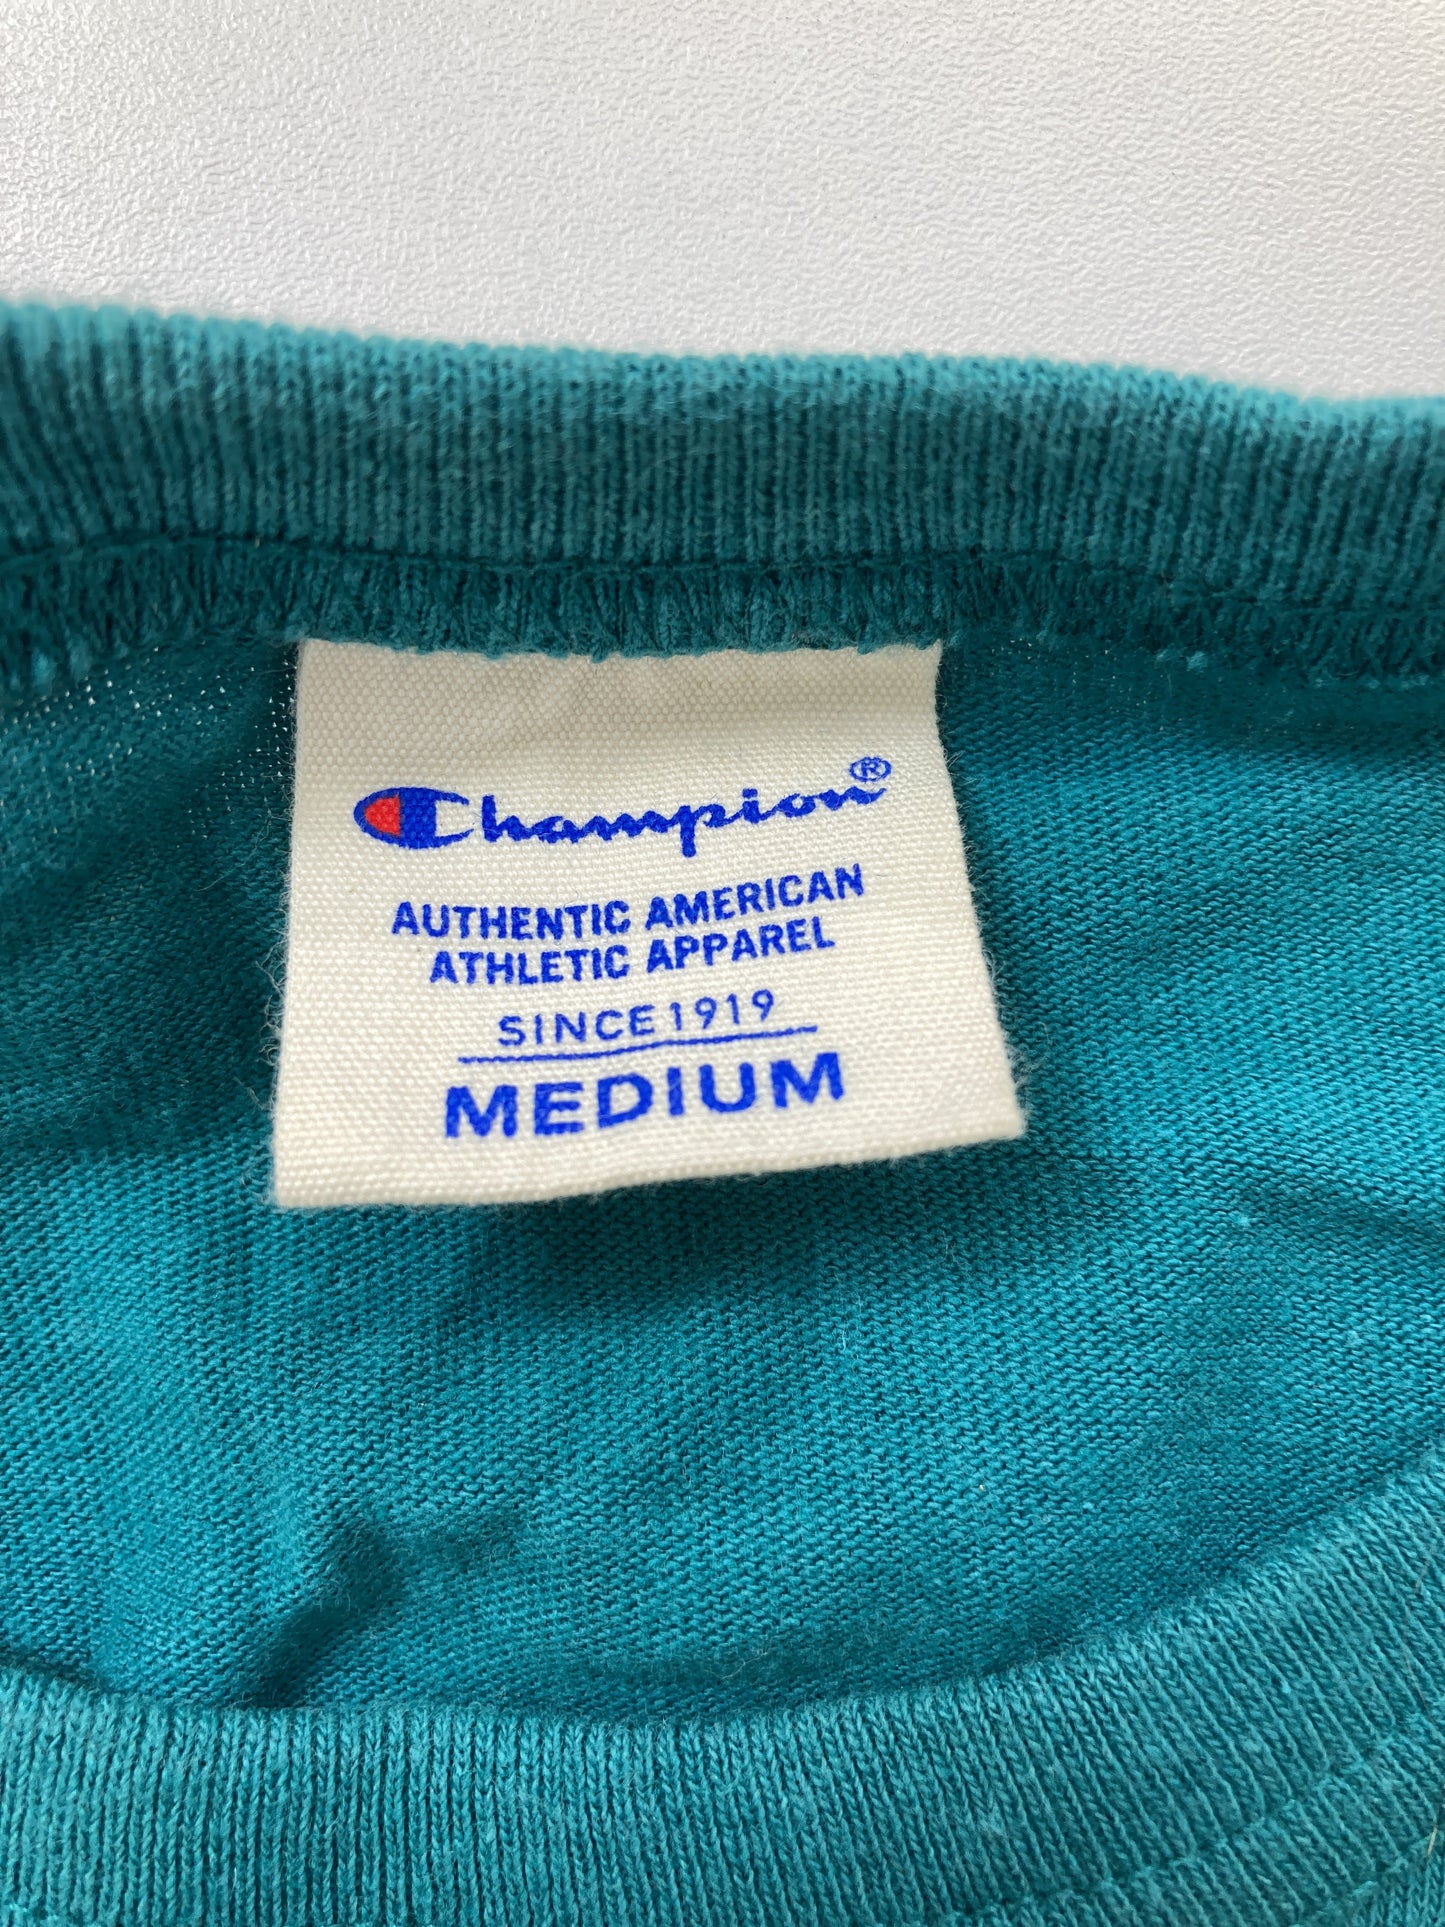 Champion®
AUTHENTIC AMERICAN
ATHLETIC APPAREL
SINCE 1919
MEDIUM